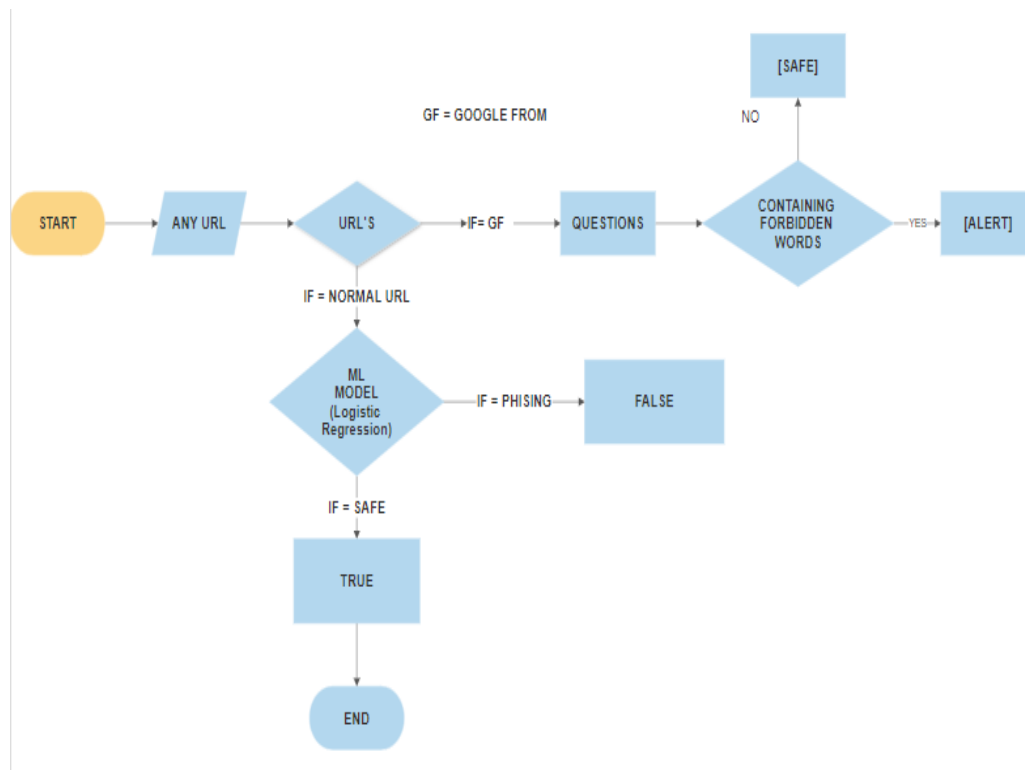 [SAFE]
GF = GOOGLE FROM
NO
START
ANY URL
URL'S
IF= GF
QUESTIONS
CONTAINING
FORBIDDEN
WORDS
YES
[ALERT]
IF = NORMAL URL
ML
MODEL
(Logistic
Regression)
IF = PHISING
FALSE
IF = SAFE
TRUE
END